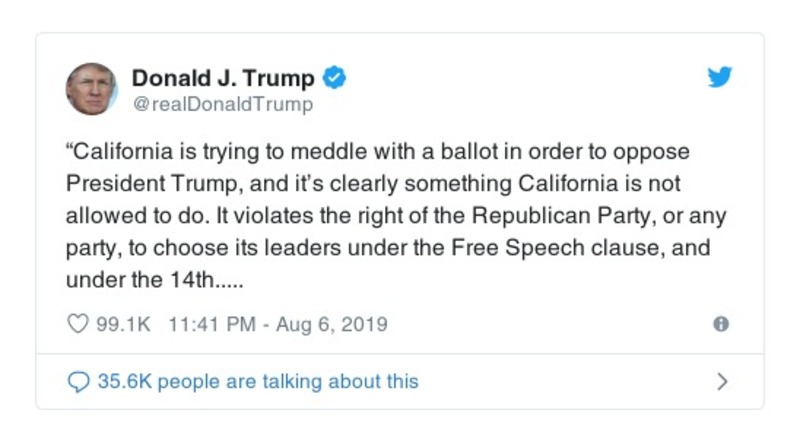 Donald J. Trump
@realDonaldTrump
“California is trying to meddle with a ballot in order to oppose
President Trump, and it’s clearly something California is not
allowed to do. It violates the right of the Republican Party, or any
party, to choose its leaders under the Free Speech clause, and
under the 14th.....
99.1K 11:41 PM - Aug 6, 2019
35.6K people are talking about this